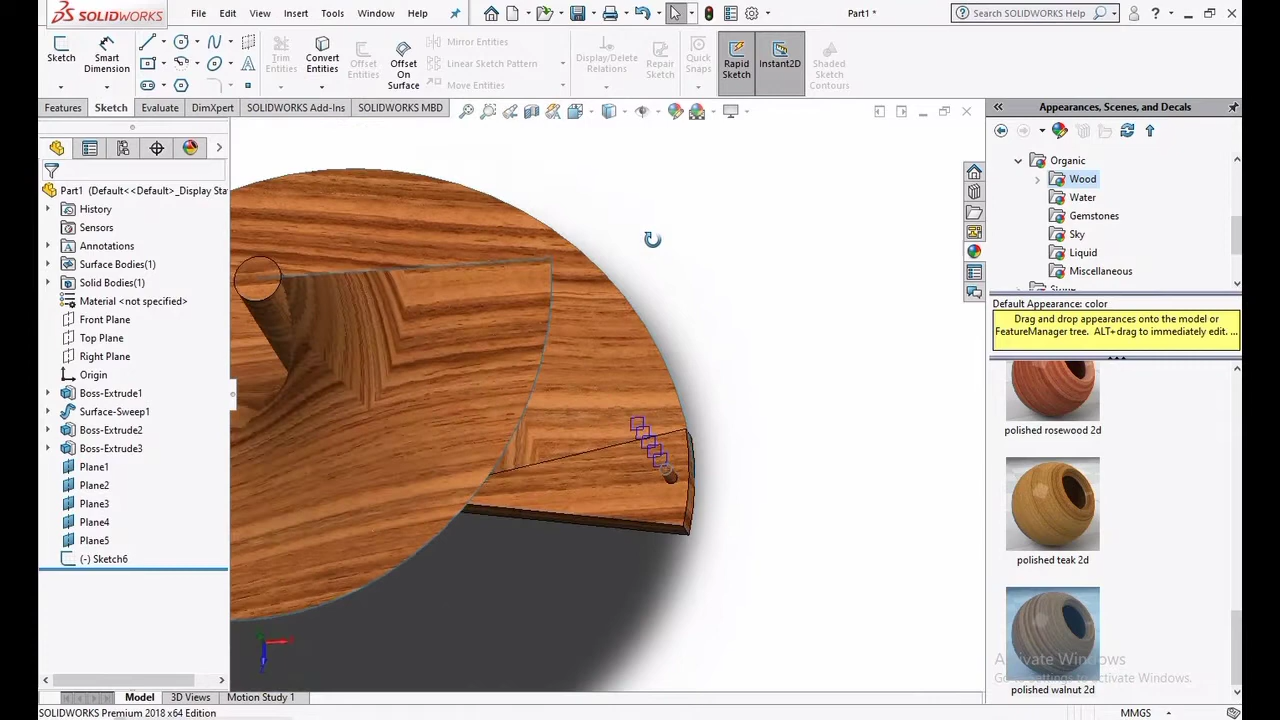 SOLIDWORKS
File
Edit
View
Insert
Tools
Window
Help
Part1 *
Search SOLIDWORKS Help
Sketch
Smart
Dimension
Trim
Entities
Convert
Entities
Offset
Entities
Offset
On
Surface
Mirror Entities
Linear Sketch Pattern
Move Entities
Display/Delete
Relations
Repair
Sketch
Quick
Snaps
Rapid
Sketch
Instant2D
Shaded
Sketch
Contours
Features
Sketch
Evaluate
DimXpert
SOLIDWORKS Add-Ins
SOLIDWORKS MBD
Appearances, Scenes, and Decals
Part1 (Default<<Default>_Display Sta
History
Sensors
Annotations
Surface Bodies(1)
Solid Bodies(1)
Material <not specified>
Front Plane
Top Plane
Right Plane
Origin
Boss-Extrude1
Surface-Sweep1
Boss-Extrude2
Boss-Extrude3
Plane1
Plane2
Plane3
Plane4
Plane5
(-) Sketch6
Organic
Wood
Water
Gemstones
Sky
Liquid
Miscellaneous
Default Appearance: color
Drag and drop appearances onto the model or
FeatureManager tree. ALT+drag to immediately edit. ...
polished rosewood 2d
polished teak 2d
polished walnut 2d
Activate Windows
Go to Settings to activate Windows.
Model
3D Views
Motion Study 1
SOLIDWORKS Premium 2018 x64 Edition
MMGS